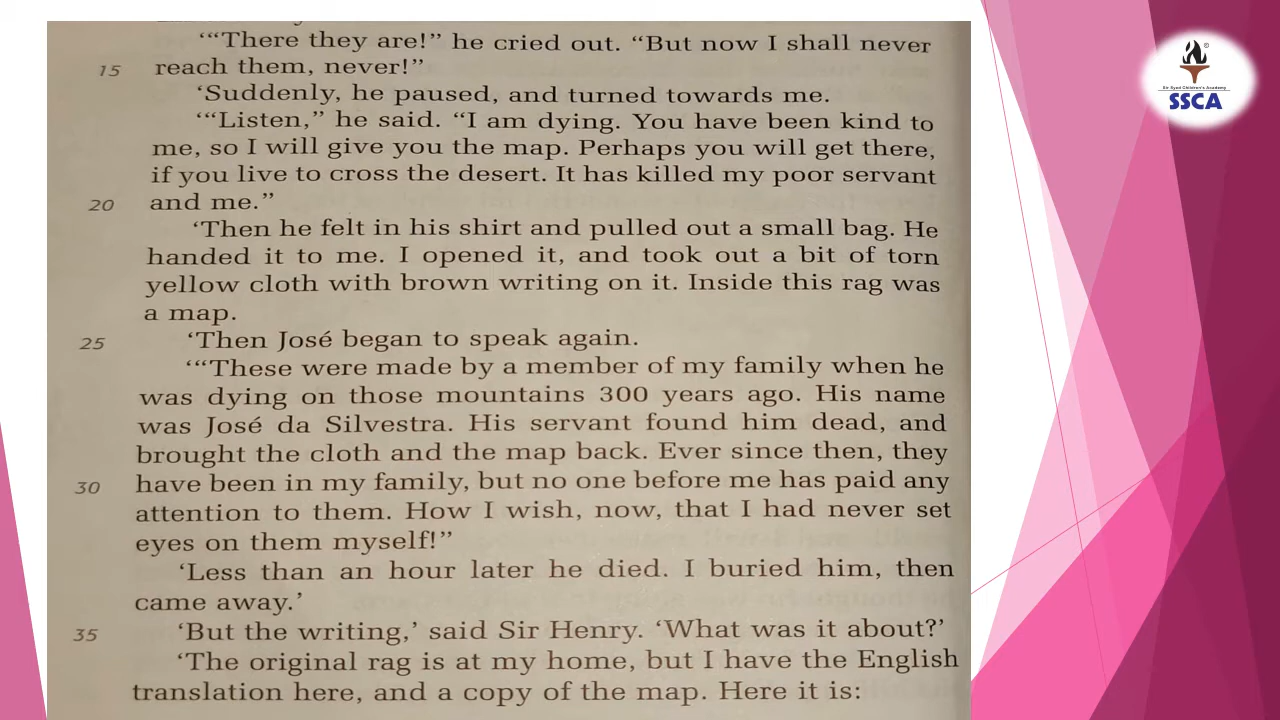 ‘“There they are!” he cried out. “But now I shall never
15 reach them, never!”
‘Suddenly, he paused, and turned towards me.
‘“Listen,” he said. “I am dying. You have been kind to
me, so I will give you the map. Perhaps you will get there,
if you live to cross the desert. It has killed my poor servant
20 and me.”
‘Then he felt in his shirt and pulled out a small bag. He
handed it to me. I opened it, and took out a bit of torn
yellow cloth with brown writing on it. Inside this rag was
a map.
25 ‘Then José began to speak again.
‘“These were made by a member of my family when he
was dying on those mountains 300 years ago. His name
was José da Silvestra. His servant found him dead, and
brought the cloth and the map back. Ever since then, they
30 have been in my family, but no one before me has paid any
attention to them. How I wish, now, that I had never set
eyes on them myself!”
‘Less than an hour later he died. I buried him, then
came away.’
35 ‘But the writing,’ said Sir Henry. ‘What was it about?’
‘The original rag is at my home, but I have the English
translation here, and a copy of the map. Here it is:
Sir Syed Children's Academy
SSCA